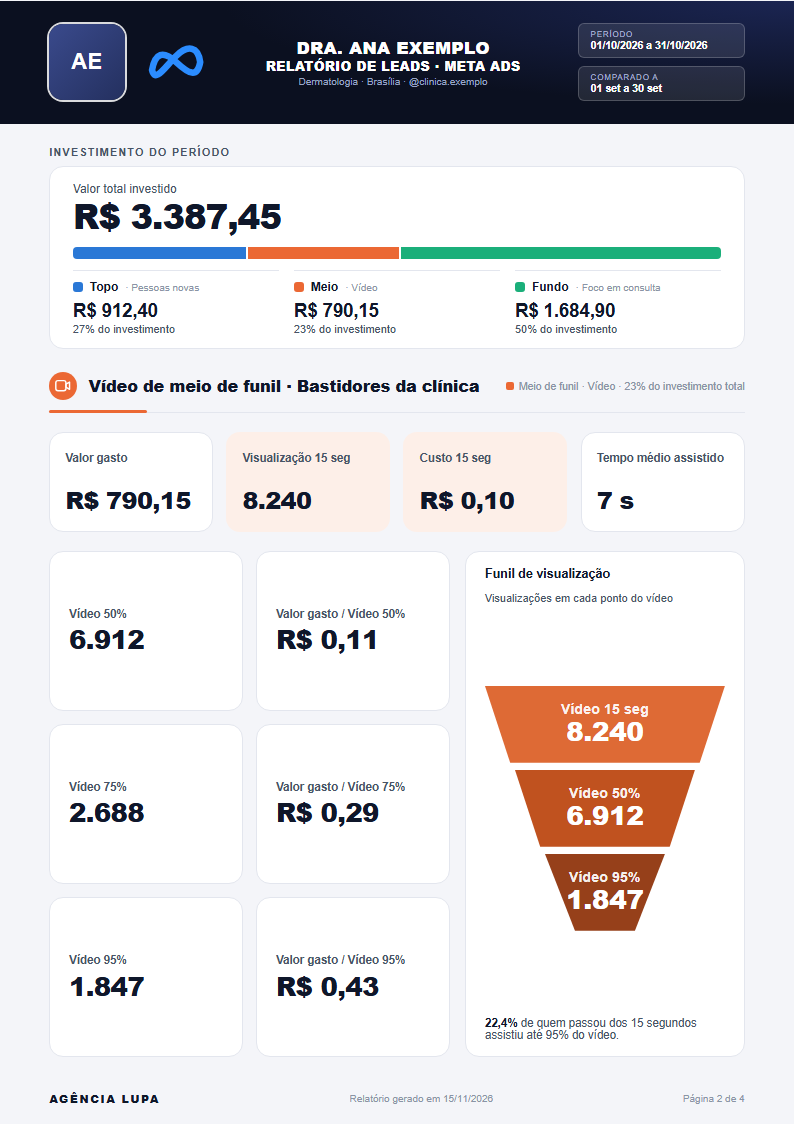 AE
DRA. ANA EXEMPLO
RELATÓRIO DE LEADS · META ADS
Dermatologia · Brasília · @clinica.exemplo
PERÍODO
01/10/2026 a 31/10/2026
COMPARADO A
01 set a 30 set
INVESTIMENTO DO PERÍODO
Valor total investido
R$ 3.387,45
Topo · Pessoas novas
R$ 912,40
27% do investimento
Meio · Vídeo
R$ 790,15
23% do investimento
Fundo · Foco em consulta
R$ 1.684,90
50% do investimento
Vídeo de meio de funil · Bastidores da clínica
Meio de funil · Vídeo · 23% do investimento total
Valor gasto
R$ 790,15
Visualização 15 seg
8.240
Custo 15 seg
R$ 0,10
Tempo médio assistido
7 s
Vídeo 50%
6.912
Valor gasto / Vídeo 50%
R$ 0,11
Vídeo 75%
2.688
Valor gasto / Vídeo 75%
R$ 0,29
Vídeo 95%
1.847
Valor gasto / Vídeo 95%
R$ 0,43
Funil de visualização
Visualizações em cada ponto do vídeo
Vídeo 15 seg
8.240
Vídeo 50%
6.912
Vídeo 95%
1.847
22,4% de quem passou dos 15 segundos
assistiu até 95% do vídeo.
AGÊNCIA LUPA
Relatório gerado em 15/11/2026
Página 2 de 4